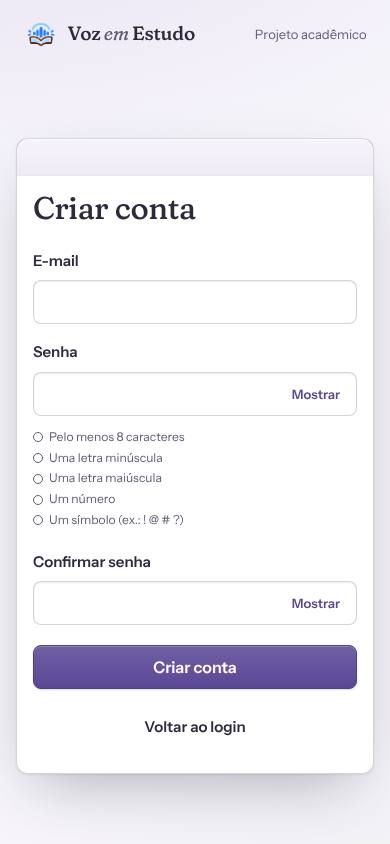 Voz em Estudo
Projeto acadêmico
Criar conta
E-mail
Senha
Mostrar
Pelo menos 8 caracteres
Uma letra minúscula
Uma letra maiúscula
Um número
Um símbolo (ex.: ! @ # ?)
Confirmar senha
Mostrar
Criar conta
Voltar ao login